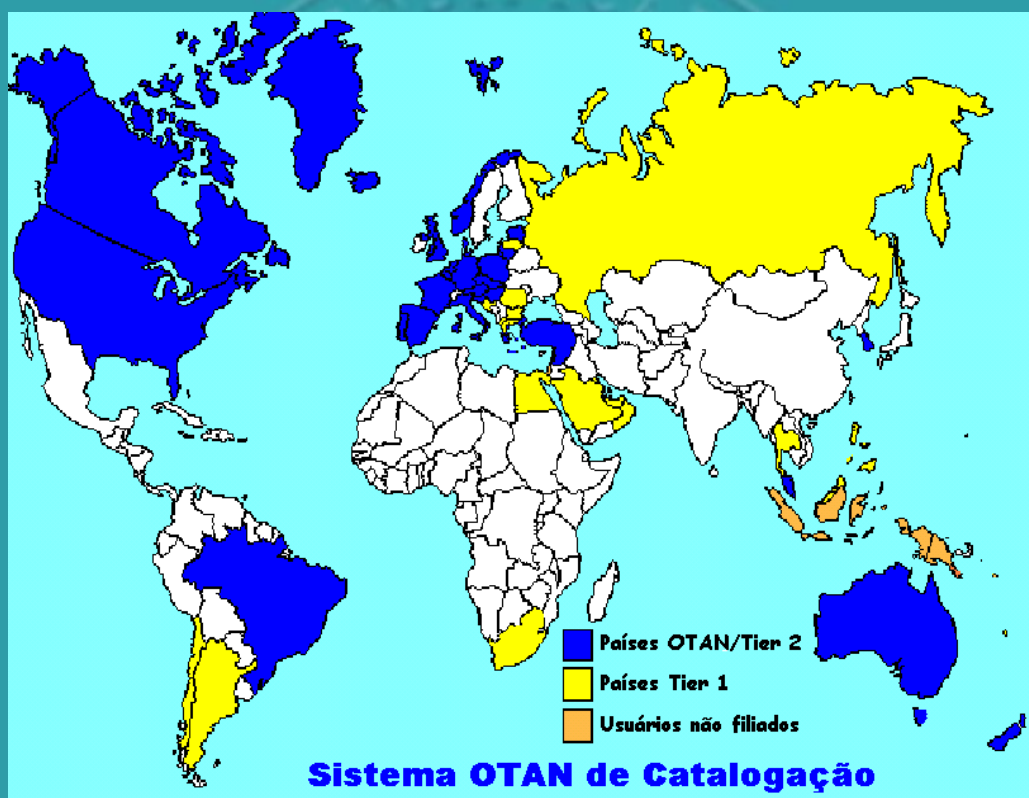 Países OTAN/Tier 2
Países Tier 1
Usuários não filiados
Sistema OTAN de Catalogação